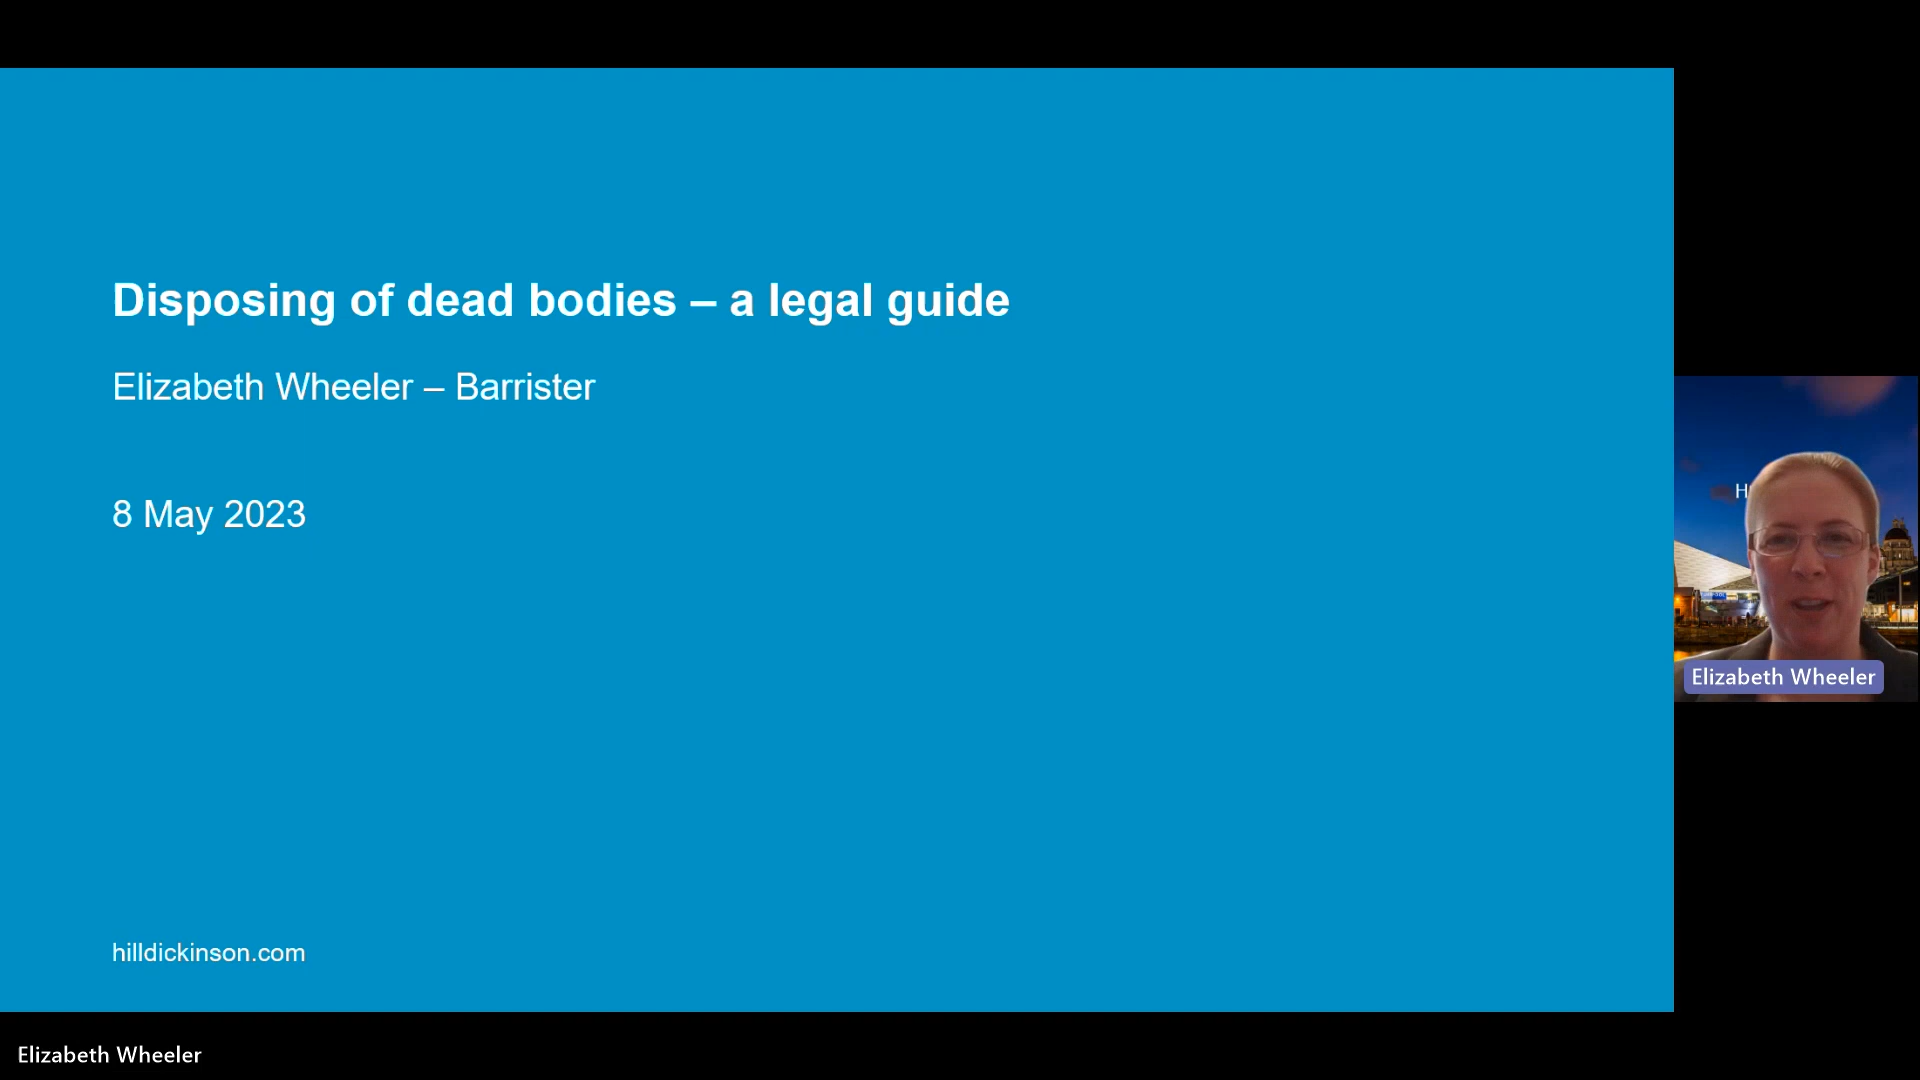 Disposing of dead bodies – a legal guide
Elizabeth Wheeler – Barrister
8 May 2023
hilldickinson.com
Elizabeth Wheeler
Elizabeth Wheeler